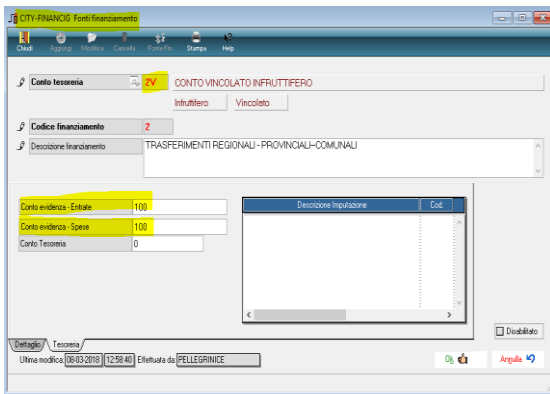 CITY-FINANCIG Fonti finanziamento
Chiudi Aggiungi Modifica Cancella Fonte Fin. Stampa Help
Conto tesoreria 2V CONTO VINCOLATO INFRUTTIFERO
Infruttifero Vincolato
Codice finanziamento 2
Descrizione finanziamento TRASFERIMENTI REGIONALI - PROVINCIALI--COMUNALI
Conto evidenza - Entrate 100
Descrizione Imputazione Cod.
Conto evidenza - Spese 100
Conto Tesoreria 0
Disabilitato
Dettaglio Tesoreria
Ultima modifica: 08-03-2018 12:58:40 Effettuata da: PELLEGRINICE
Ok Annulla